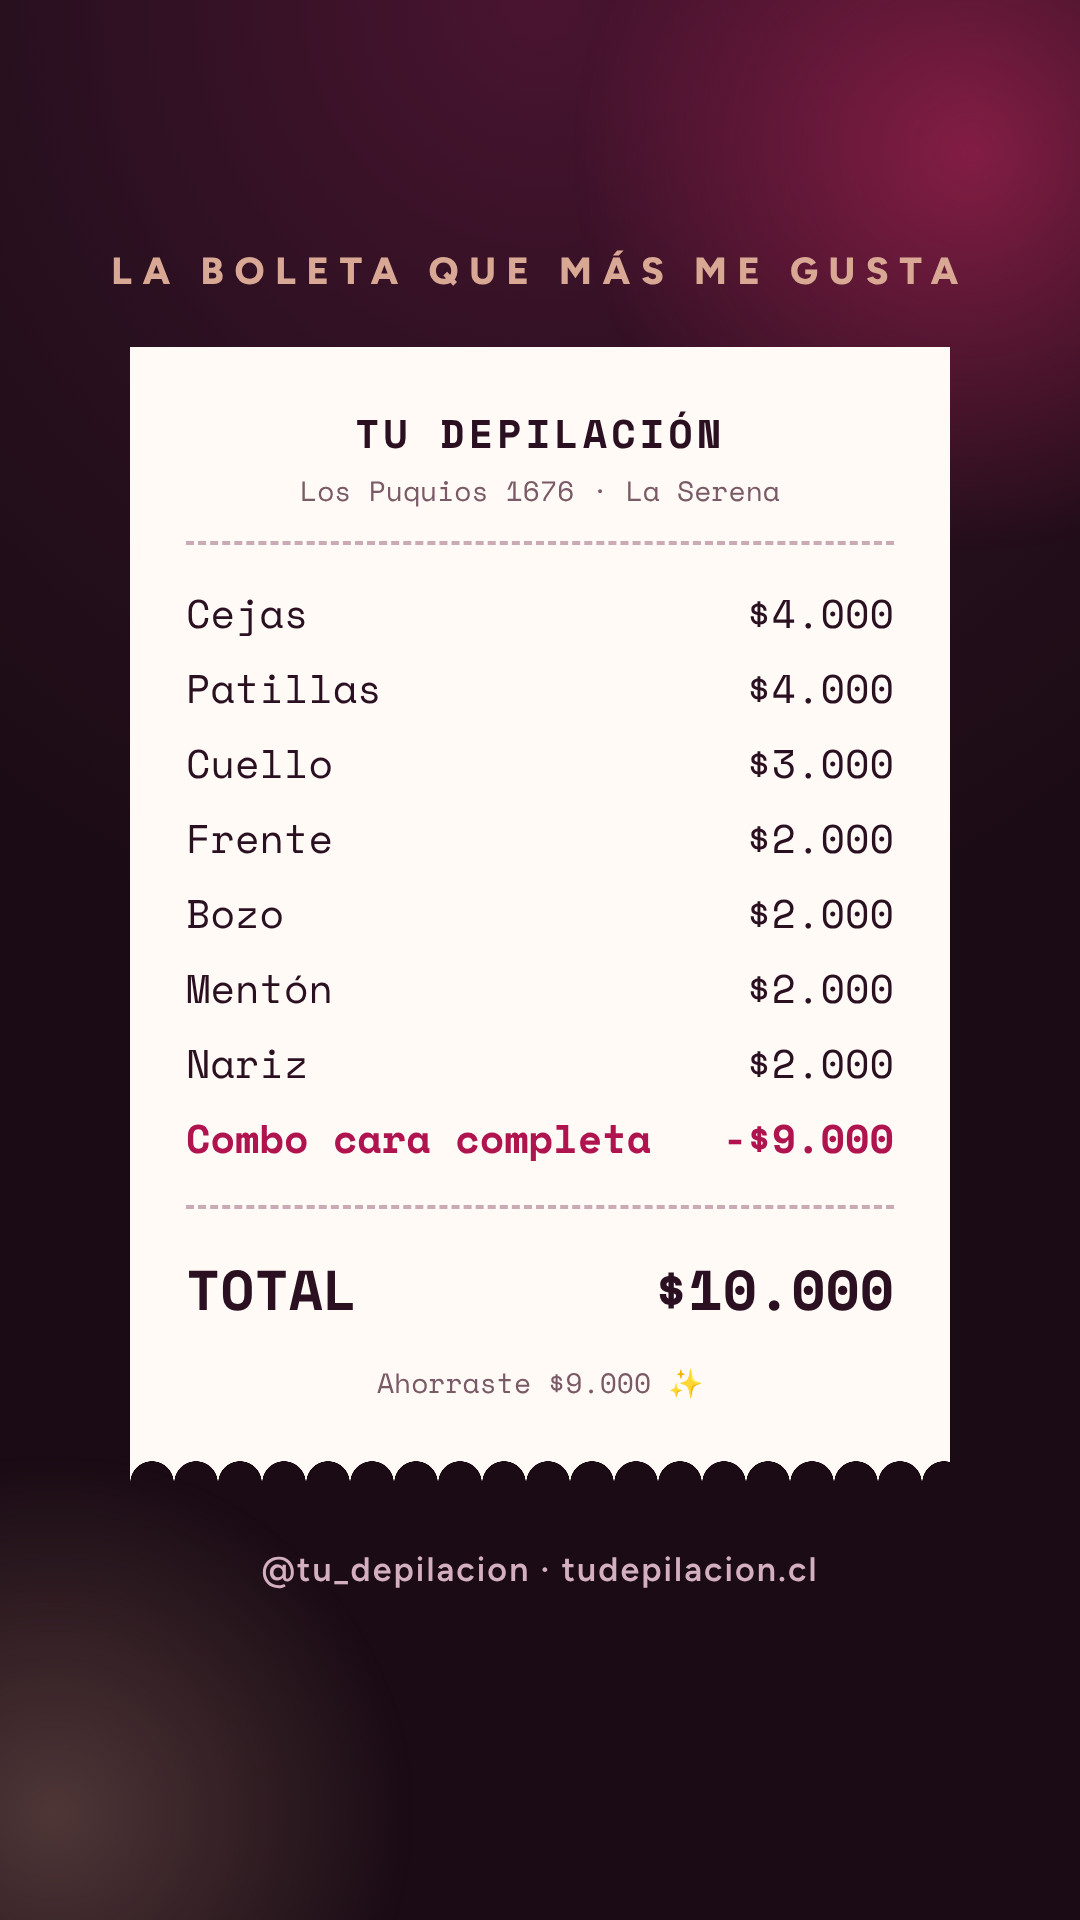 LA BOLETA QUE MÁS ME GUSTA
TU DEPILACIÓN
Los Puquios 1676 · La Serena
Cejas $4.000
Patillas $4.000
Cuello $3.000
Frente $2.000
Bozo $2.000
Mentón $2.000
Nariz $2.000
Combo cara completa -$9.000
TOTAL $10.000
Ahorraste $9.000 ✨
@tu_depilacion · tudepilacion.cl